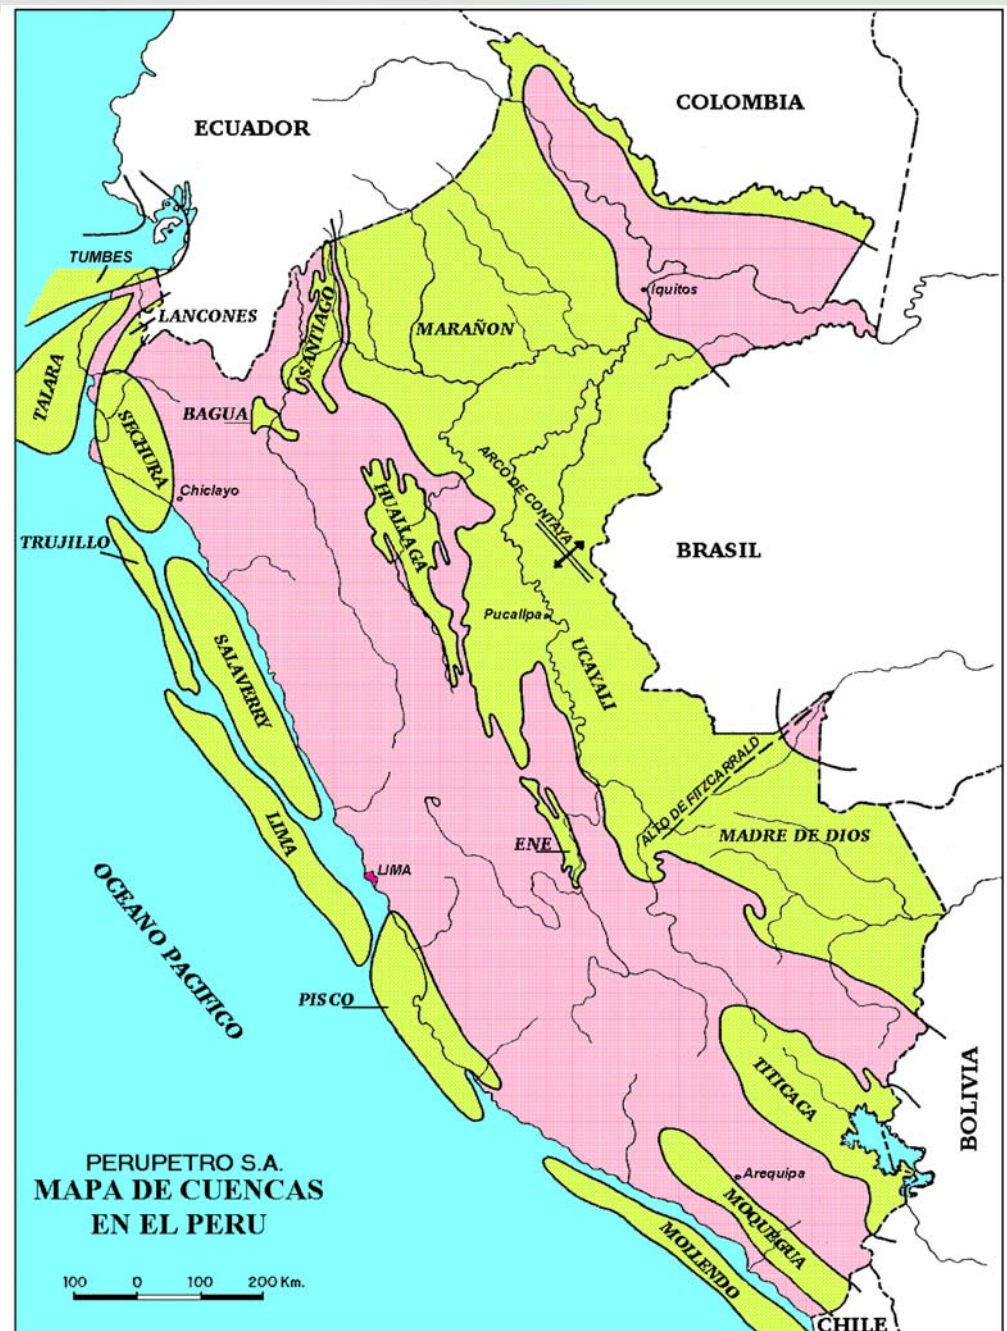 COLOMBIA
ECUADOR
TUMBES
LANCONES
SANTIAGO
MARAÑON
Iquitos
TALARA
BAGUA
SECHURA
Chiclayo
HUALLAGA
ARCO DE CONTAYA
TRUJILLO
BRASIL
Pucallpa
SALAVERRY
UCAYALI
LIMA
ENE
ALTO DE FITZCARRALD
MADRE DE DIOS
LIMA
OCEANO PACIFICO
PISCO
TITICACA
BOLIVIA
PERUPETRO S.A.
MAPA DE CUENCAS
EN EL PERU
Arequipa
MOQUEGUA
MOLLENDO
100 0 100 200 Km.
CHILE